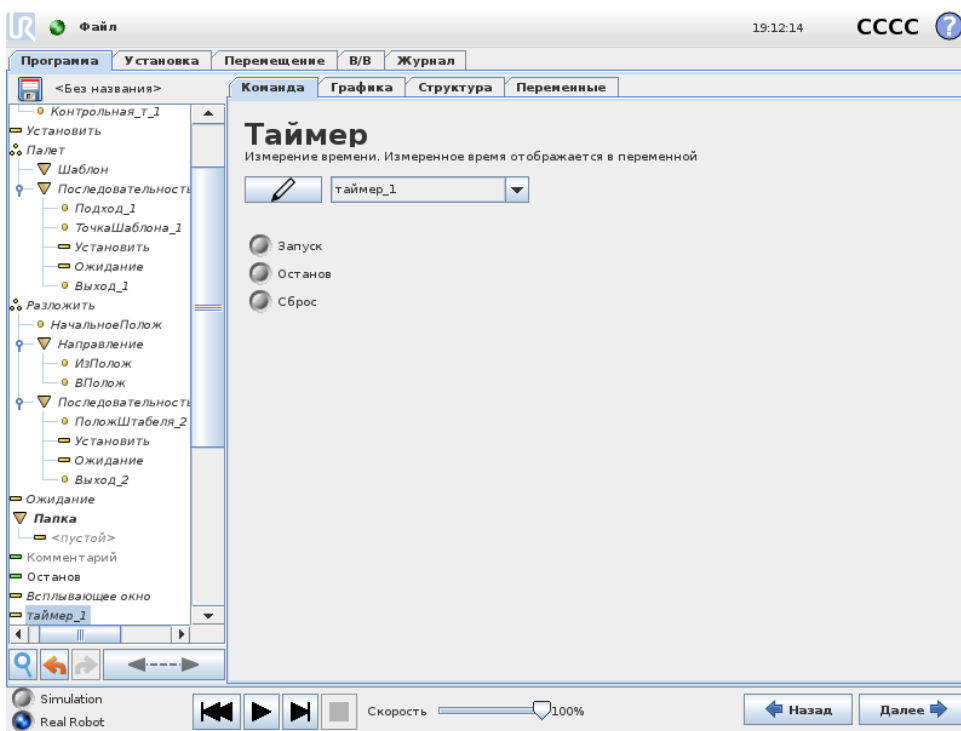 UR Файл 19:12:14 CCCC ?
Программа Установка Перемещение В/В Журнал
<Без названия> Команда Графика Структура Переменные
Контрольная_т_1
Установить
Палет
Шаблон
Последовательность
Подход_1
ТочкаШаблона_1
Установить
Ожидание
Выход_1
Разложить
НачальноеПолож
Направление
ИзПолож
ВПолож
Последовательность
ПоложШтабеля_2
Установить
Ожидание
Выход_2
Ожидание
Папка
<пустой>
Комментарий
Останов
Всплывающее окно
таймер_1
Таймер
Измерение времени. Измеренное время отображается в переменной
таймер_1
Запуск
Останов
Сброс
Simulation
Real Robot
Скорость 100%
Назад Далее